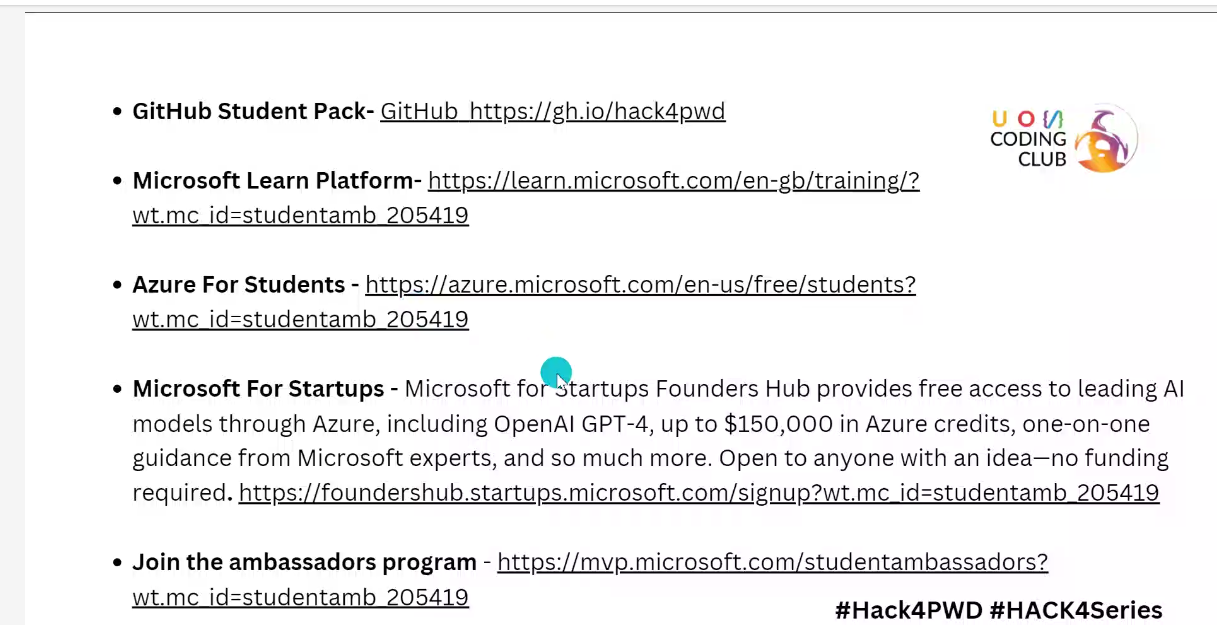 GitHub Student Pack- GitHub https://gh.io/hack4pwd
UO{/}
CODING
CLUB
Microsoft Learn Platform- https://learn.microsoft.com/en-gb/training/?
wt.mc_id=studentamb_205419
Azure For Students - https://azure.microsoft.com/en-us/free/students?
wt.mc_id=studentamb_205419
Microsoft For Startups - Microsoft for Startups Founders Hub provides free access to leading AI
models through Azure, including OpenAI GPT-4, up to $150,000 in Azure credits, one-on-one
guidance from Microsoft experts, and so much more. Open to anyone with an idea—no funding
required. https://foundershub.startups.microsoft.com/signup?wt.mc_id=studentamb_205419
Join the ambassadors program - https://mvp.microsoft.com/studentambassadors?
wt.mc_id=studentamb_205419
#Hack4PWD #HACK4Series